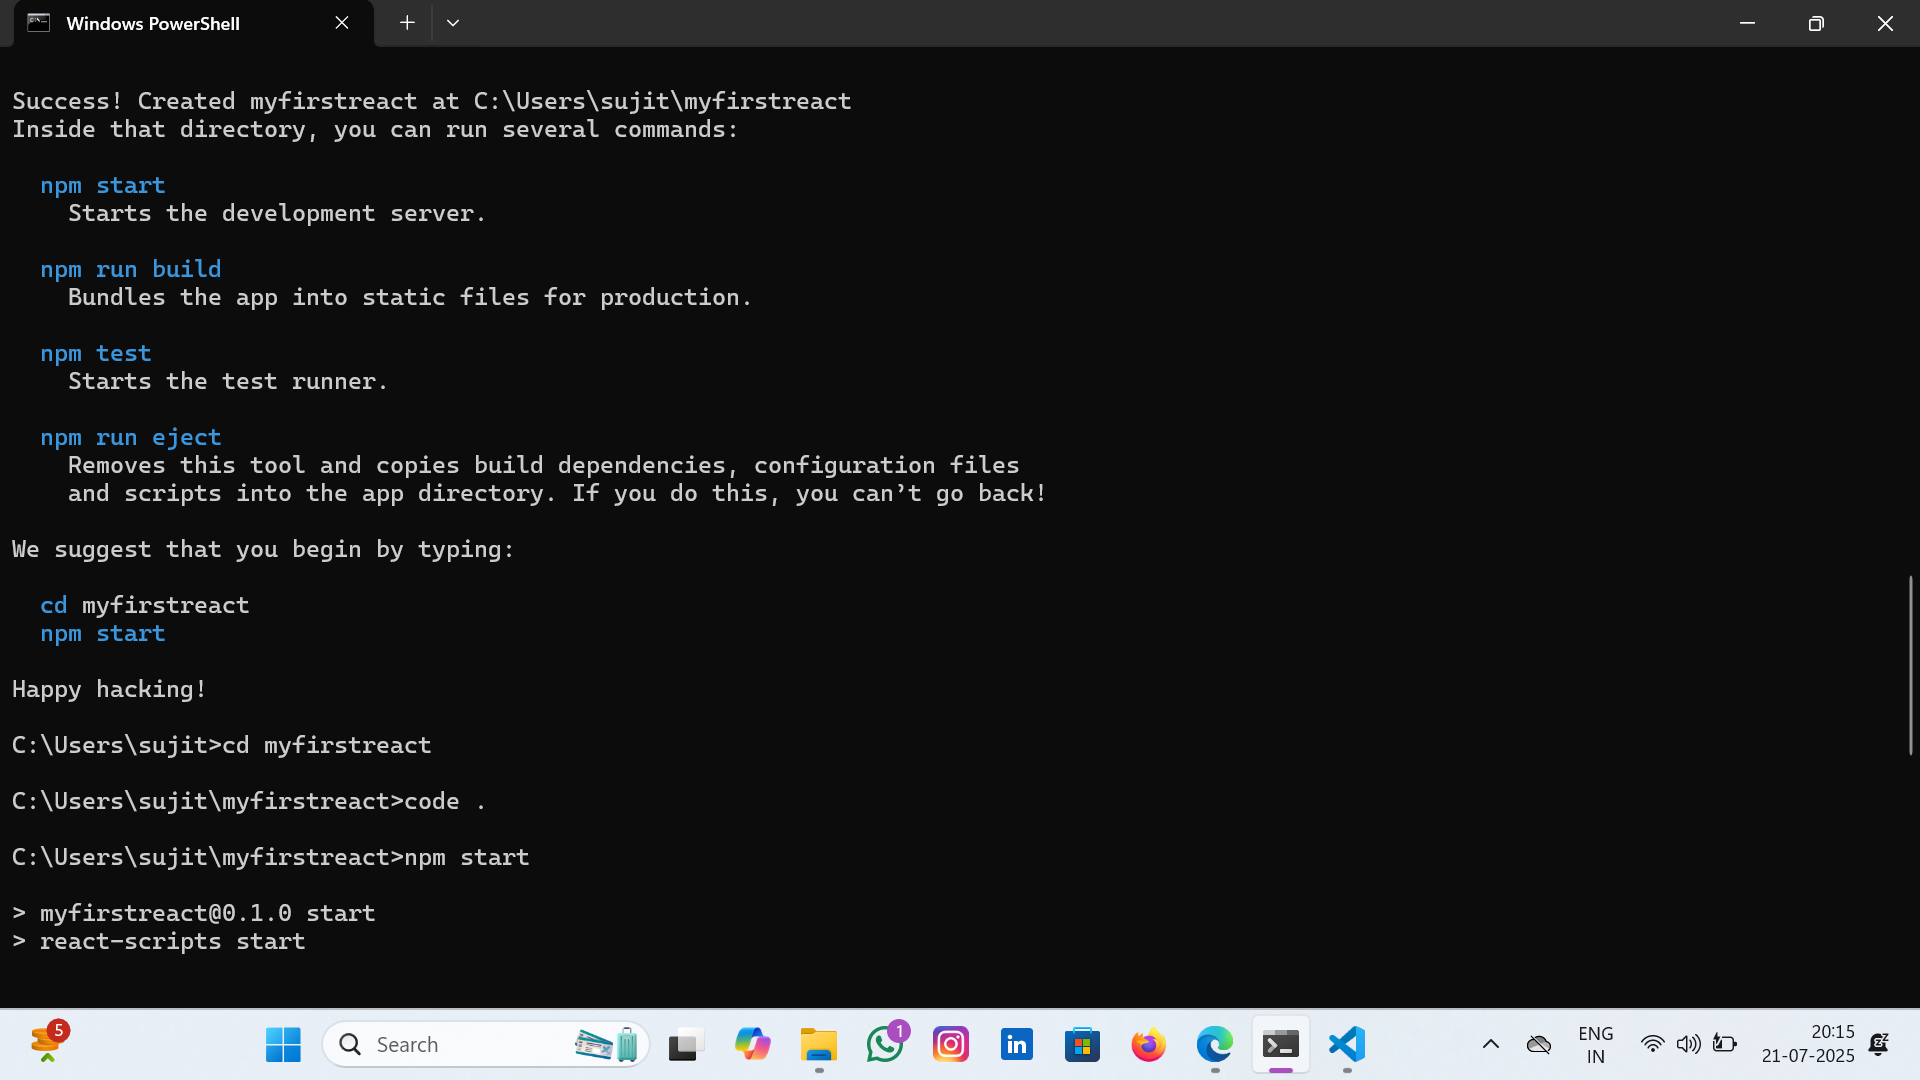 Windows PowerShell
Success! Created myfirstreact at C:\Users\sujit\myfirstreact
Inside that directory, you can run several commands:
npm start
Starts the development server.
npm run build
Bundles the app into static files for production.
npm test
Starts the test runner.
npm run eject
Removes this tool and copies build dependencies, configuration files
and scripts into the app directory. If you do this, you can’t go back!
We suggest that you begin by typing:
cd myfirstreact
npm start
Happy hacking!
C:\Users\sujit>cd myfirstreact
C:\Users\sujit\myfirstreact>code .
C:\Users\sujit\myfirstreact>npm start
> myfirstreact@0.1.0 start
> react-scripts start
5
Search
1
in
ENG
IN
20:15
21-07-2025